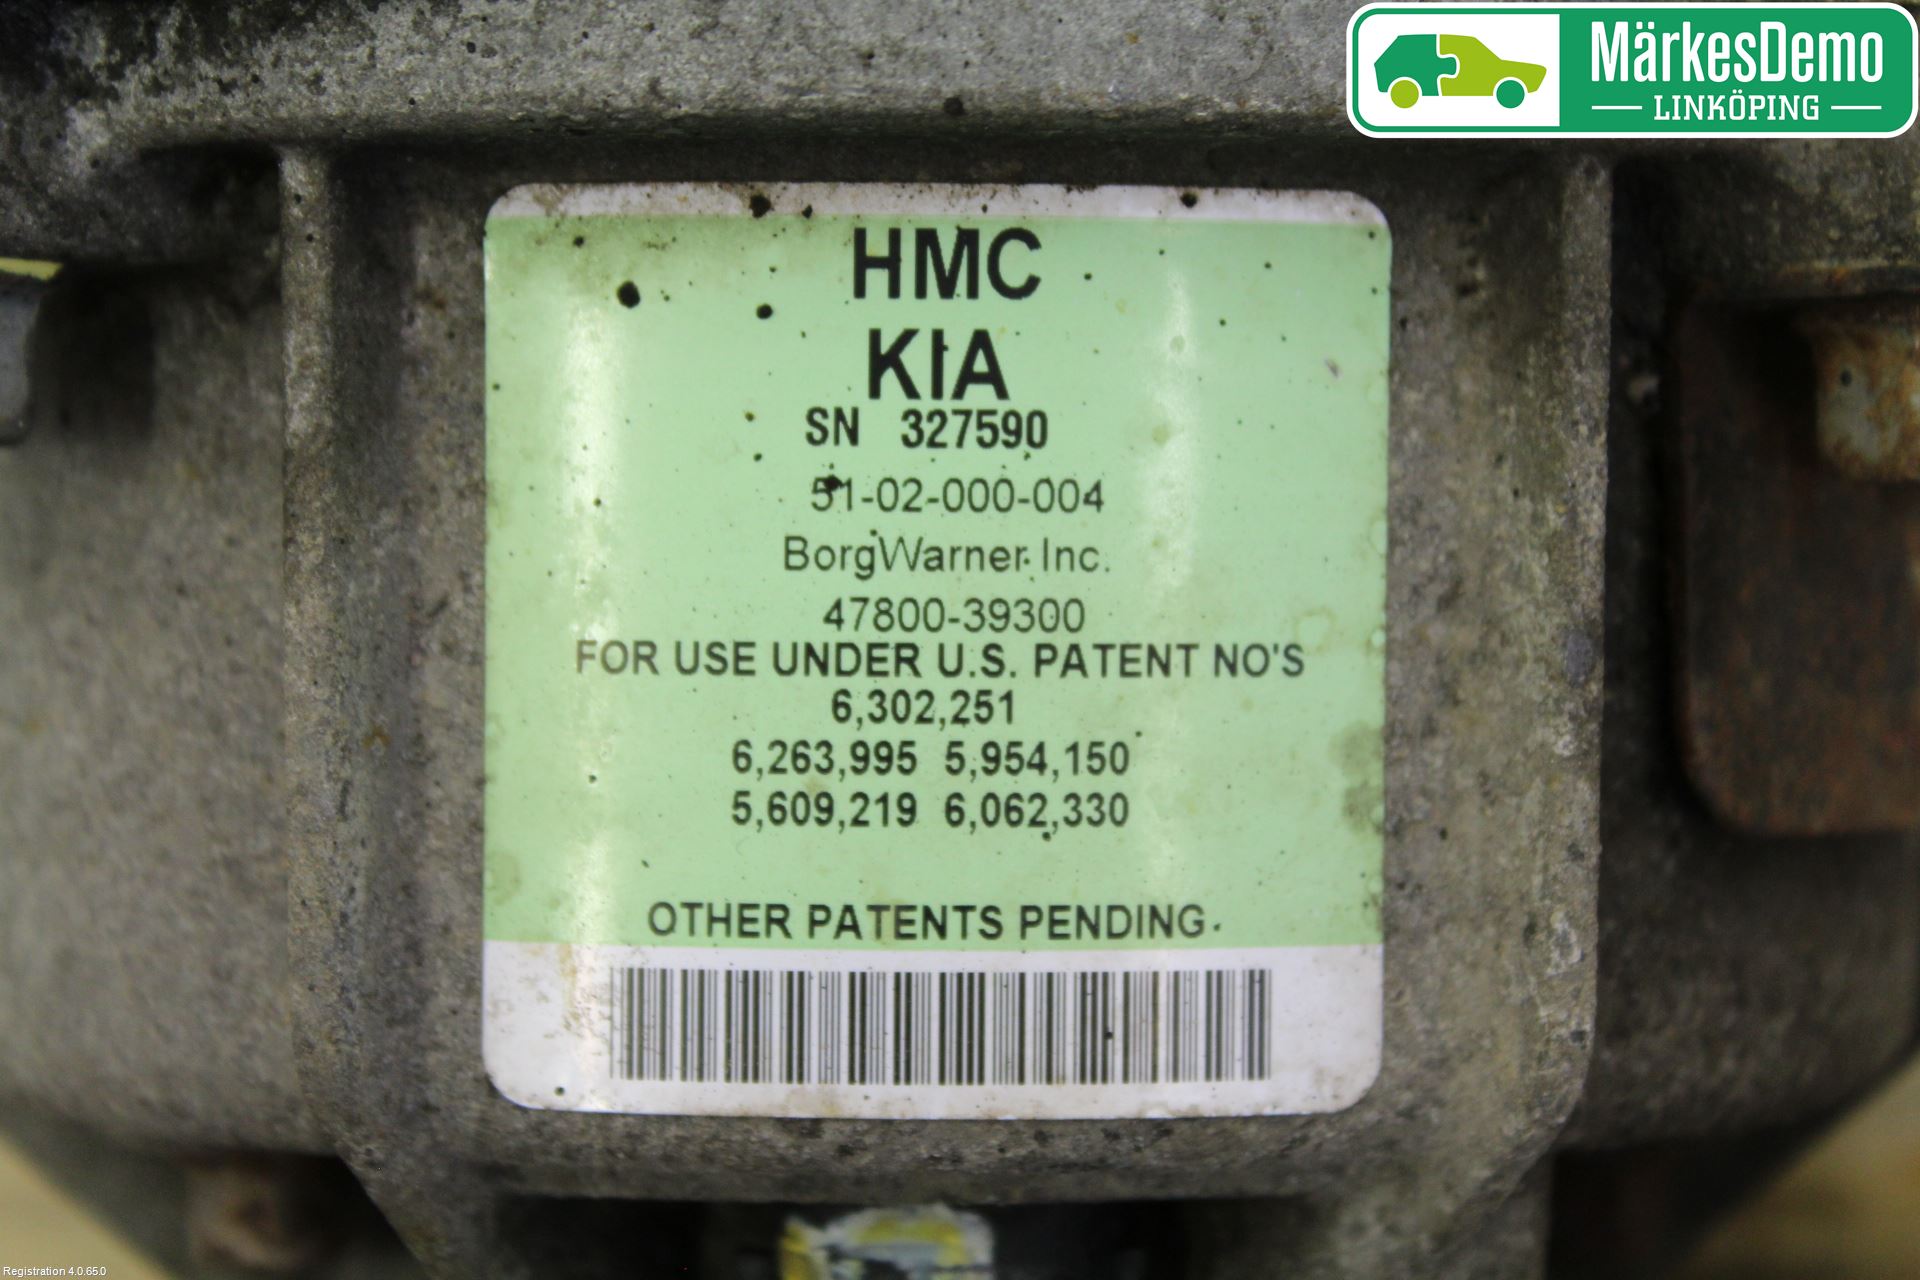 MärkesDemo
LINKÖPING
HMC
KIA
SN 327590
51-02-000-004
BorgWarner Inc.
47800-39300
FOR USE UNDER U.S. PATENT NO'S
6,302,251
6,263,995 5,954,150
5,609,219 6,062,330
OTHER PATENTS PENDING.
Registration 4.0.65.0